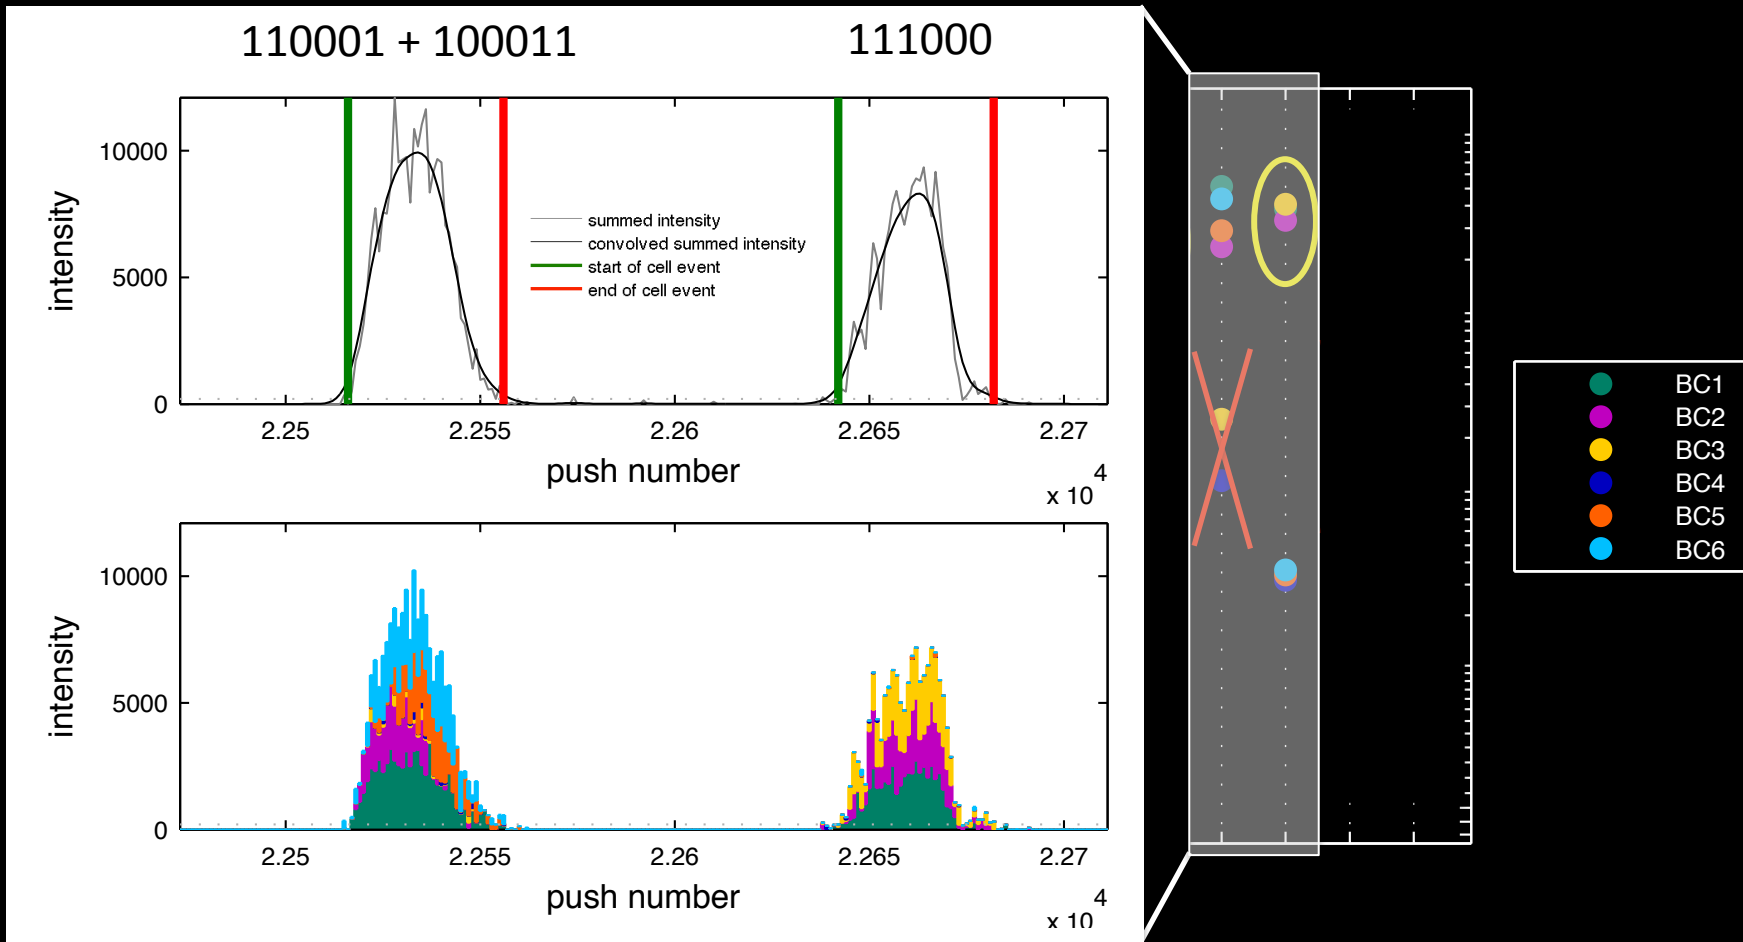 110001 + 100011
111000
10000
5000
0
intensity
summed intensity
convolved summed intensity
start of cell event
end of cell event
2.25
2.255
2.26
2.265
2.27
push number
x 10
4
10000
5000
0
intensity
2.25
2.255
2.26
2.265
2.27
push number
x 10
4
BC1
BC2
BC3
BC4
BC5
BC6